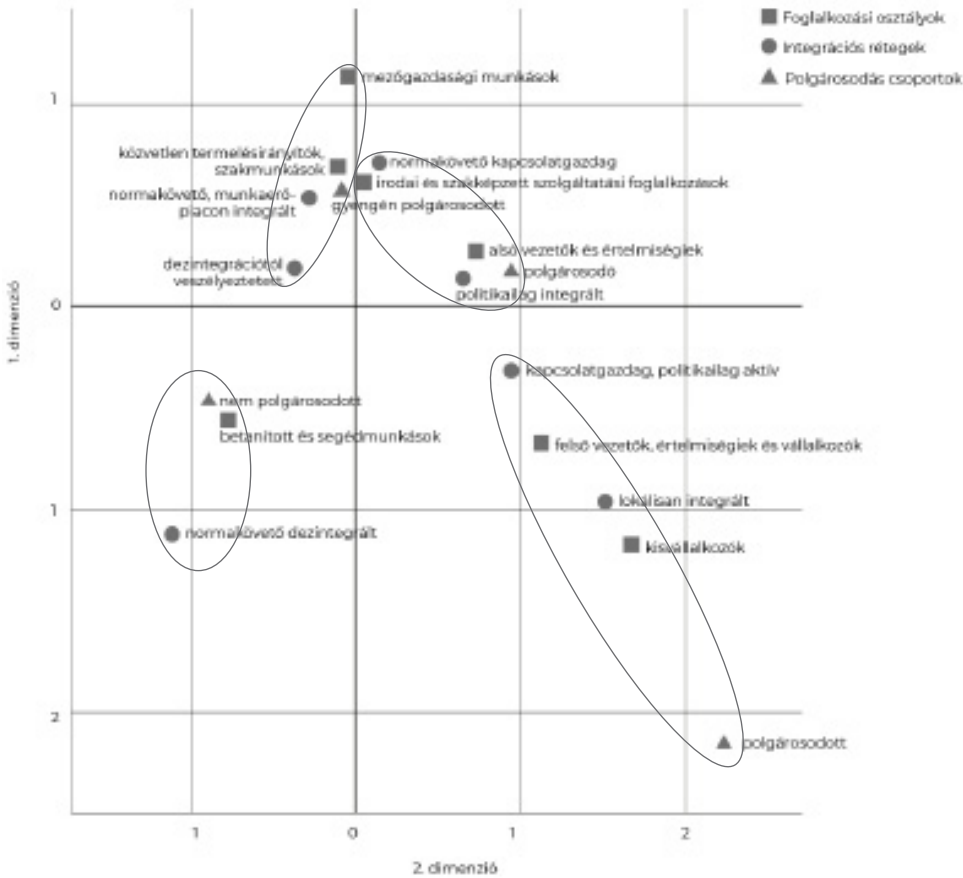 Foglalkozási osztályok
Integrációs rétegek
Polgárosodás csoportok
mezőgazdasági munkások
közvetlen termelésirányítók,
szakmunkások
normakövető kapcsolatgazdag
irodai és szakképzett szolgáltatási foglalkozások
normakövető, munkaerő-
piacon integrált
gyengén polgárosodott
alsó vezetők és értelmiségiek
dezintegrációtól
veszélyeztetett
polgárosodó
politikailag integrált
kapcsolatgazdag, politikailag aktív
nem polgárosodott
betanított és segédmunkások
felső vezetők, értelmiségiek és vállalkozók
lokálisan integrált
normakövető dezintegrált
kisvállalkozók
polgárosodott
1
0
1
2
1. dimenzió
1
0
1
2
2. dimenzió